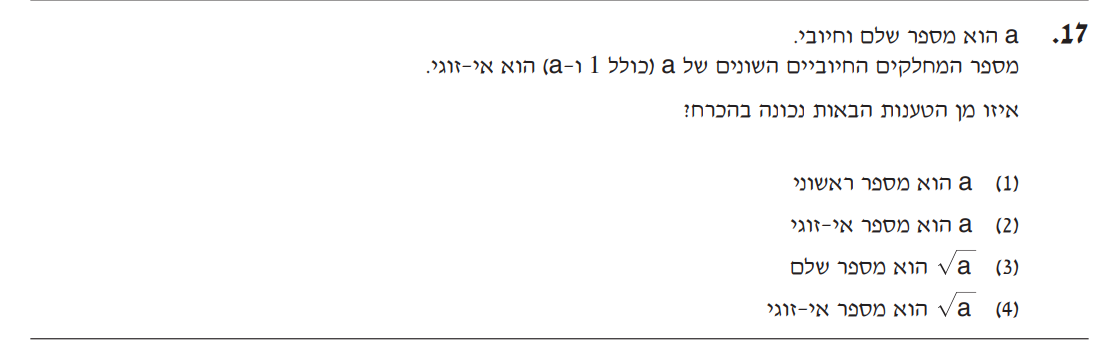 17. a הוא מספר שלם וחיובי.
מספר המחלקים החיוביים השונים של a (כולל 1 ו-a) הוא אי-זוגי.
איזו מן הטענות הבאות נכונה בהכרח?
(1) a הוא מספר ראשוני
(2) a הוא מספר אי-זוגי
(3) √a הוא מספר שלם
(4) √a הוא מספר אי-זוגי